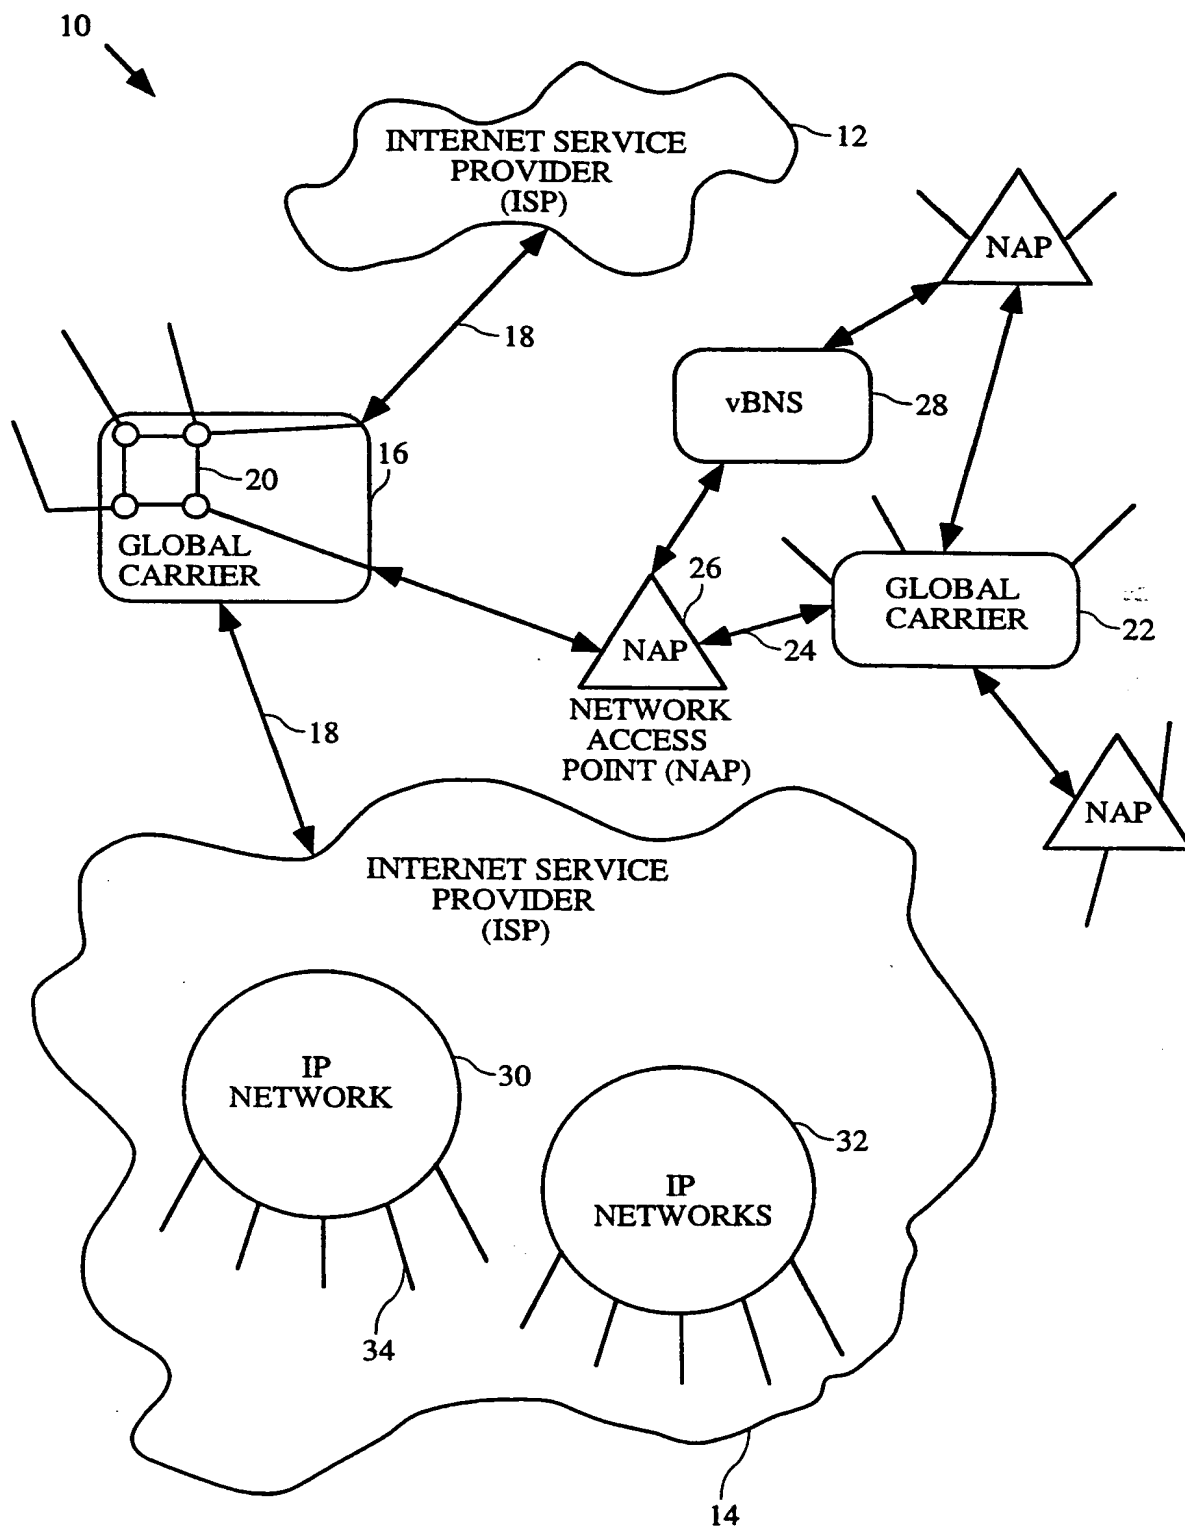 10
INTERNET SERVICE
PROVIDER
(ISP)
12
NAP
18
vBNS
28
16
20
GLOBAL
CARRIER
26
GLOBAL
CARRIER
22
NAP
24
NETWORK
ACCESS
POINT (NAP)
18
NAP
INTERNET SERVICE
PROVIDER
(ISP)
IP
NETWORK
30
32
IP
NETWORKS
34
14